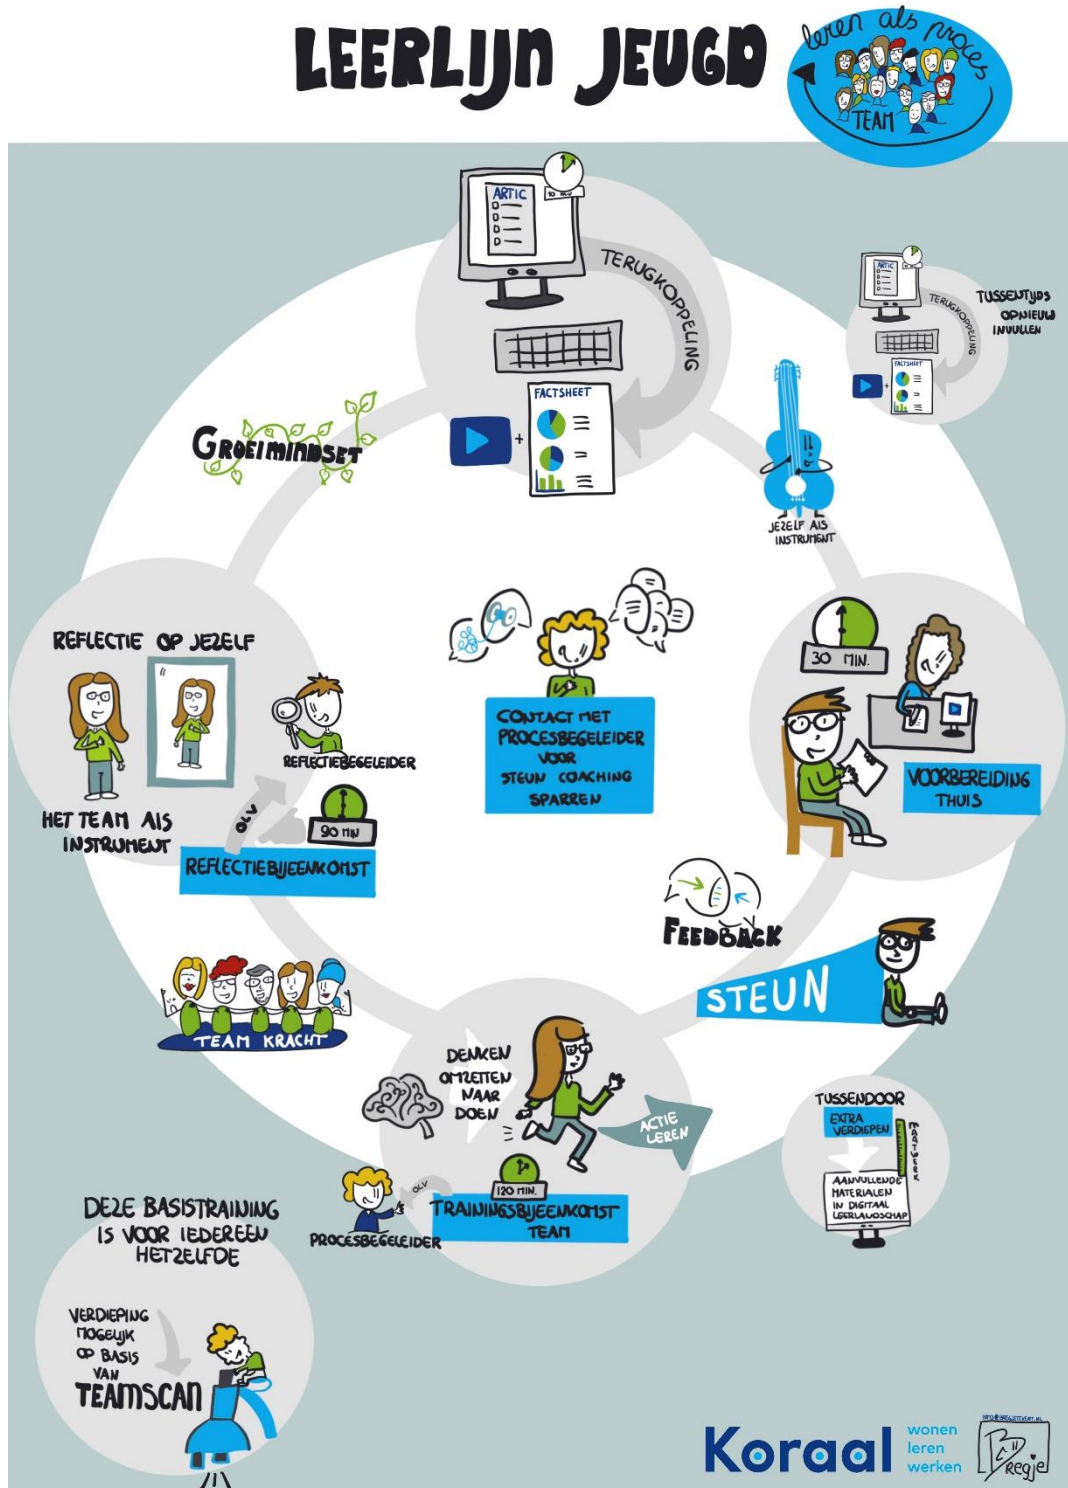 LEERLIJN JEUGD
leren als proces
TEAM
ARTIC
10 MIN
TERUGKOPPELING
FACTSHEET
+
ARTIC
TERUGKOPPELING
FACTSHEET
+
TUSSENTIJDS
OPNIEUW
INVULLEN
GROEIMINDSET
JEZELF ALS
INSTRUMENT
30 MIN.
VOORBEREIDING
THUIS
CONTACT MET
PROCESBEGELEIDER
VOOR
STEUN COACHING
SPARREN
REFLECTIE OP JEZELF
REFLECTIEBEGELEIDER
HET TEAM ALS
INSTRUMENT
OLV
90 MIN
REFLECTIEBIJEENKOMST
FEEDBACK
STEUN
TEAM KRACHT
DENKEN
OMZETTEN
NAAR
DOEN
ACTIE
LEREN
120 MIN.
OLV
TRAININGSBIJEENKOMST
TEAM
PROCESBEGELEIDER
TUSSENDOOR
EXTRA
VERDIEPEN
MAATWERK
AANVULLENDE
MATERIALEN
IN DIGITAAL
LEERLANDSCHAP
DEZE BASISTRAINING
IS VOOR IEDEREEN
HETZELFDE
VERDIEPING
MOGELIJK
OP BASIS
VAN
TEAMSCAN
Koraal
wonen
leren
werken
Bregje